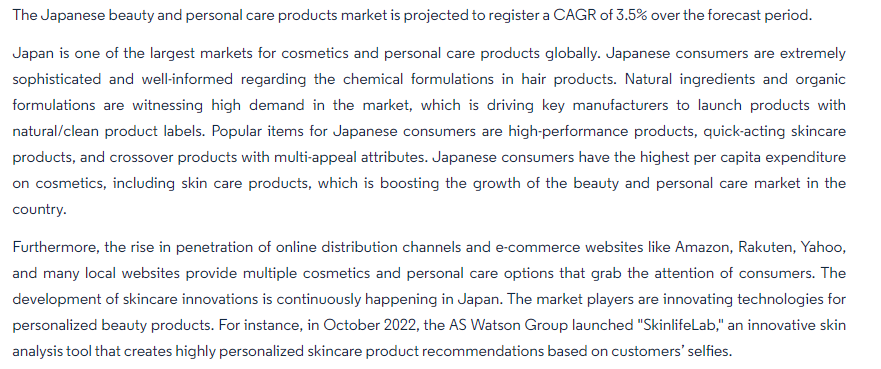 The Japanese beauty and personal care products market is projected to register a CAGR of 3.5% over the forecast period.
Japan is one of the largest markets for cosmetics and personal care products globally. Japanese consumers are extremely
sophisticated and well-informed regarding the chemical formulations in hair products. Natural ingredients and organic
formulations are witnessing high demand in the market, which is driving key manufacturers to launch products with
natural/clean product labels. Popular items for Japanese consumers are high-performance products, quick-acting skincare
products, and crossover products with multi-appeal attributes. Japanese consumers have the highest per capita expenditure
on cosmetics, including skin care products, which is boosting the growth of the beauty and personal care market in the
country.
Furthermore, the rise in penetration of online distribution channels and e-commerce websites like Amazon, Rakuten, Yahoo,
and many local websites provide multiple cosmetics and personal care options that grab the attention of consumers. The
development of skincare innovations is continuously happening in Japan. The market players are innovating technologies for
personalized beauty products. For instance, in October 2022, the AS Watson Group launched "SkinlifeLab," an innovative skin
analysis tool that creates highly personalized skincare product recommendations based on customers’ selfies.